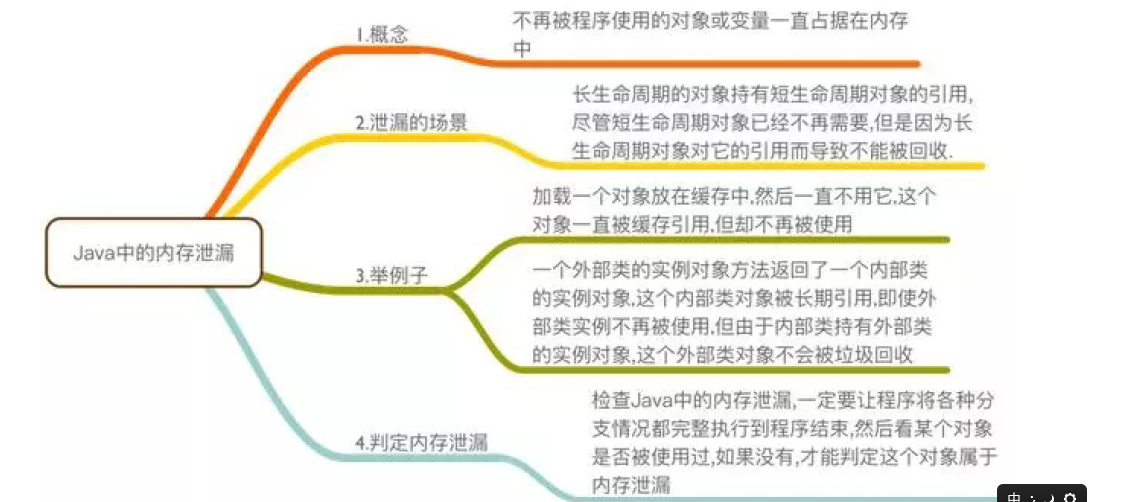 1.概念
不再被程序使用的对象或变量一直占据在内存
中
2.泄漏的场景
长生命周期的对象持有短生命周期对象的引用,
尽管短生命周期对象已经不再需要,但是因为长
生命周期对象对它的引用而导致不能被回收.
Java中的内存泄漏
3.举例子
加载一个对象放在缓存中,然后一直不用它,这个
对象一直被缓存引用,但却不再被使用
一个外部类的实例对象方法返回了一个内部类
的实例对象,这个内部类对象被长期引用,即使外
部类实例不再被使用,但由于内部类持有外部类
的实例对象,这个外部类对象不会被垃圾回收
4.判定内存泄漏
检查Java中的内存泄漏,一定要让程序将各种分
支情况都完整执行到程序结束,然后看某个对象
是否被使用过,如果没有,才能判定这个对象属于
内存泄漏
中